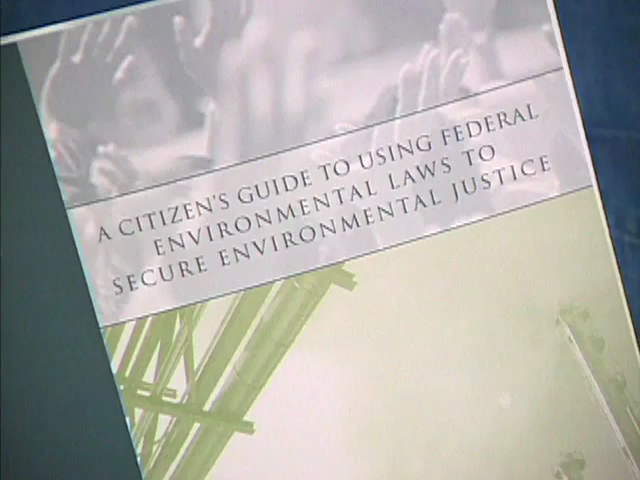 A CITIZEN'S GUIDE TO USING FEDERAL
ENVIRONMENTAL LAWS TO
SECURE ENVIRONMENTAL JUSTICE